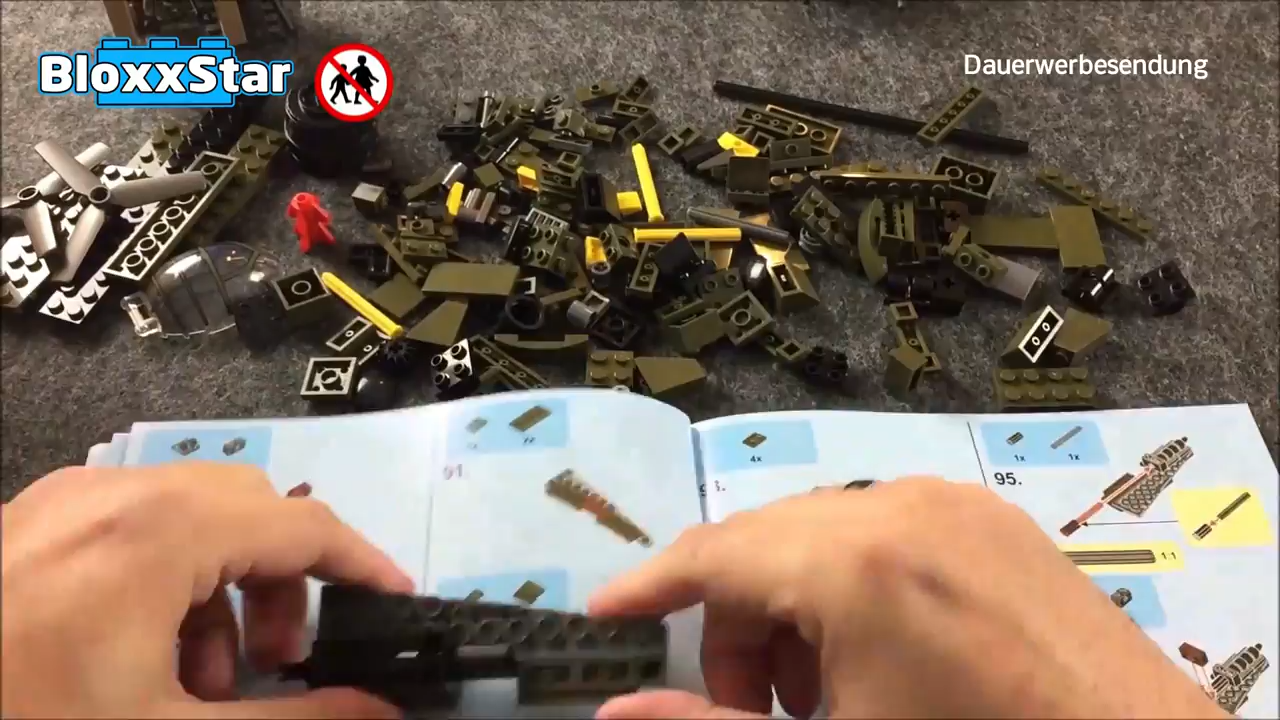 BloxxStar
Dauerwerbesendung
4x
1x 1x
91.
95.
1:1